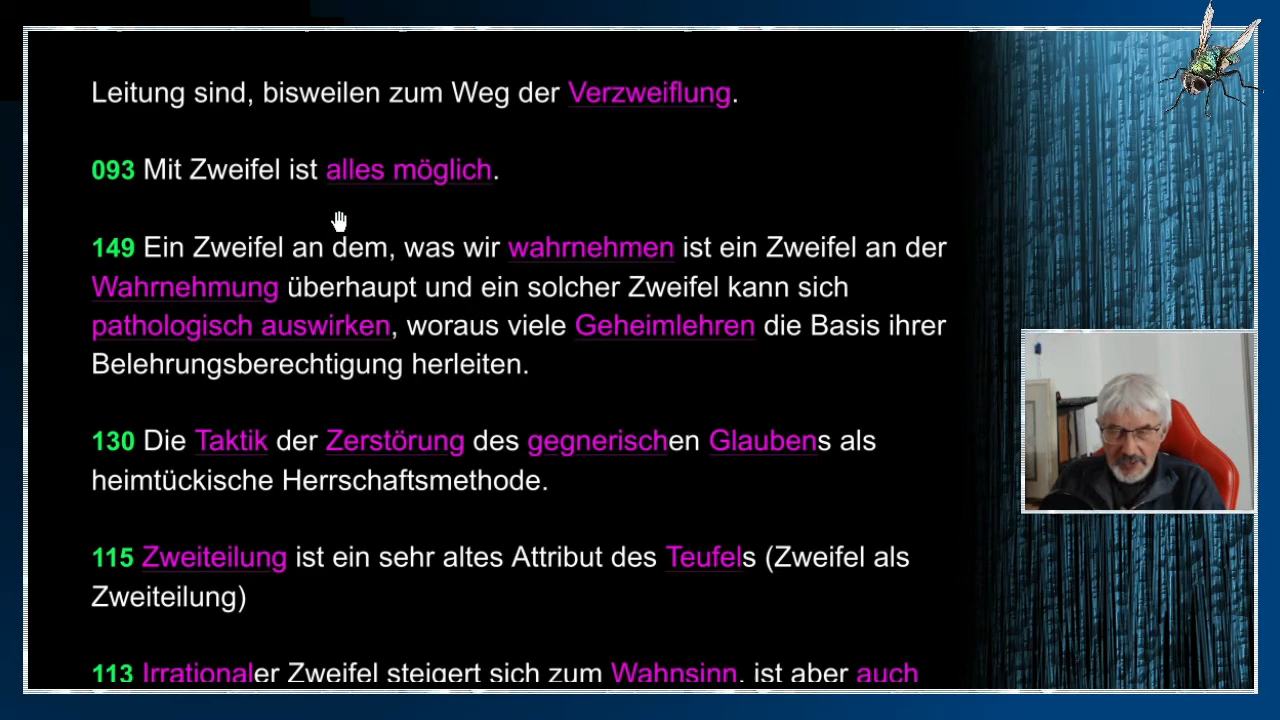 Leitung sind, bisweilen zum Weg der Verzweiflung.
093 Mit Zweifel ist alles möglich.
149 Ein Zweifel an dem, was wir wahrnehmen ist ein Zweifel an der
Wahrnehmung überhaupt und ein solcher Zweifel kann sich
pathologisch auswirken, woraus viele Geheimlehren die Basis ihrer
Belehrungsberechtigung herleiten.
130 Die Taktik der Zerstörung des gegnerischen Glaubens als
heimtückische Herrschaftsmethode.
115 Zweiteilung ist ein sehr altes Attribut des Teufels (Zweifel als
Zweiteilung)
113 Irrationaler Zweifel steigert sich zum Wahnsinn, ist aber auch